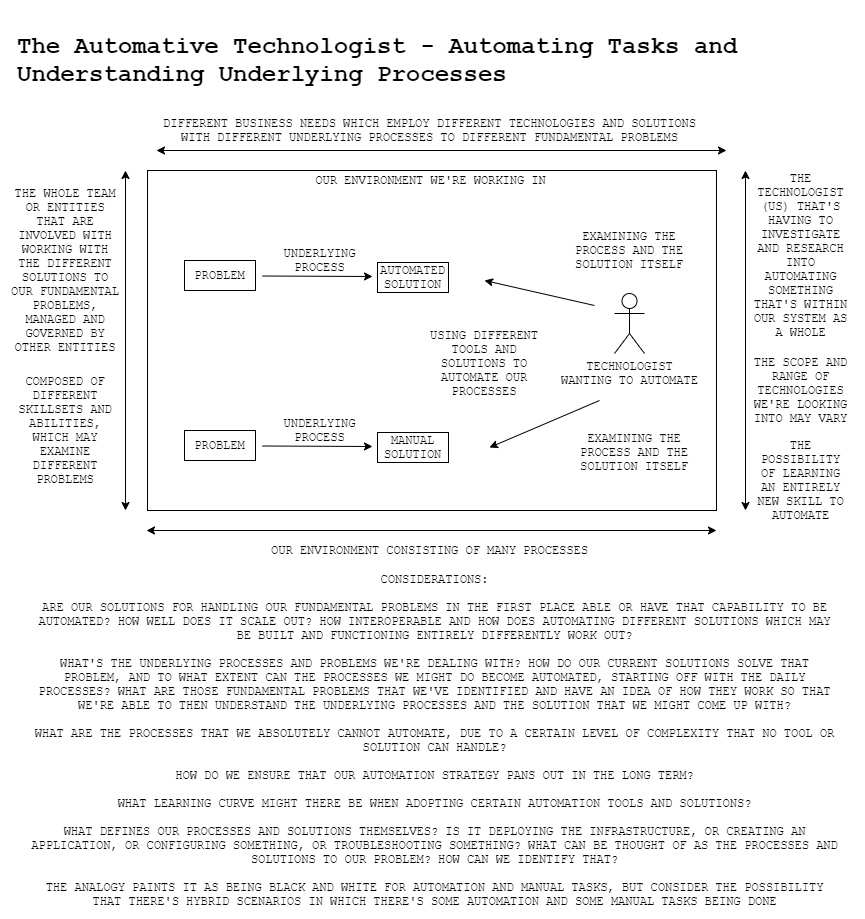 The Automative Technologist - Automating Tasks and
Understanding Underlying Processes
DIFFERENT BUSINESS NEEDS WHICH EMPLOY DIFFERENT TECHNOLOGIES AND SOLUTIONS
WITH DIFFERENT UNDERLYING PROCESSES TO DIFFERENT FUNDAMENTAL PROBLEMS
THE WHOLE TEAM
OR ENTITIES
THAT ARE
INVOLVED WITH
WORKING WITH
THE DIFFERENT
SOLUTIONS TO
OUR FUNDAMENTAL
PROBLEMS,
MANAGED AND
GOVERNED BY
OTHER ENTITIES
COMPOSED OF
DIFFERENT
SKILLSETS AND
ABILITIES,
WHICH MAY
EXAMINE
DIFFERENT
PROBLEMS
OUR ENVIRONMENT WE'RE WORKING IN
PROBLEM
UNDERLYING
PROCESS
AUTOMATED
SOLUTION
EXAMINING THE
PROCESS AND THE
SOLUTION ITSELF
USING DIFFERENT
TOOLS AND
SOLUTIONS TO
AUTOMATE OUR
PROCESSES
TECHNOLOGIST
WANTING TO AUTOMATE
PROBLEM
UNDERLYING
PROCESS
MANUAL
SOLUTION
EXAMINING THE
PROCESS AND THE
SOLUTION ITSELF
THE
TECHNOLOGIST
(US) THAT'S
HAVING TO
INVESTIGATE
AND RESEARCH
INTO
AUTOMATING
SOMETHING
THAT'S WITHIN
OUR SYSTEM AS
A WHOLE
THE SCOPE AND
RANGE OF
TECHNOLOGIES
WE'RE LOOKING
INTO MAY VARY
THE
POSSIBILITY
OF LEARNING
AN ENTIRELY
NEW SKILL TO
AUTOMATE
OUR ENVIRONMENT CONSISTING OF MANY PROCESSES
CONSIDERATIONS:
ARE OUR SOLUTIONS FOR HANDLING OUR FUNDAMENTAL PROBLEMS IN THE FIRST PLACE ABLE OR HAVE THAT CAPABILITY TO BE
AUTOMATED? HOW WELL DOES IT SCALE OUT? HOW INTEROPERABLE AND HOW DOES AUTOMATING DIFFERENT SOLUTIONS WHICH MAY
BE BUILT AND FUNCTIONING ENTIRELY DIFFERENTLY WORK OUT?
WHAT'S THE UNDERLYING PROCESSES AND PROBLEMS WE'RE DEALING WITH? HOW DO OUR CURRENT SOLUTIONS SOLVE THAT
PROBLEM, AND TO WHAT EXTENT CAN THE PROCESSES WE MIGHT DO BECOME AUTOMATED, STARTING OFF WITH THE DAILY
PROCESSES? WHAT ARE THOSE FUNDAMENTAL PROBLEMS THAT WE'VE IDENTIFIED AND HAVE AN IDEA OF HOW THEY WORK SO THAT
WE'RE ABLE TO THEN UNDERSTAND THE UNDERLYING PROCESSES AND THE SOLUTION THAT WE MIGHT COME UP WITH?
WHAT ARE THE PROCESSES THAT WE ABSOLUTELY CANNOT AUTOMATE, DUE TO A CERTAIN LEVEL OF COMPLEXITY THAT NO TOOL OR
SOLUTION CAN HANDLE?
HOW DO WE ENSURE THAT OUR AUTOMATION STRATEGY PANS OUT IN THE LONG TERM?
WHAT LEARNING CURVE MIGHT THERE BE WHEN ADOPTING CERTAIN AUTOMATION TOOLS AND SOLUTIONS?
WHAT DEFINES OUR PROCESSES AND SOLUTIONS THEMSELVES? IS IT DEPLOYING THE INFRASTRUCTURE, OR CREATING AN
APPLICATION, OR CONFIGURING SOMETHING, OR TROUBLESHOOTING SOMETHING? WHAT CAN BE THOUGHT OF AS THE PROCESSES AND
SOLUTIONS TO OUR PROBLEM? HOW CAN WE IDENTIFY THAT?
THE ANALOGY PAINTS IT AS BEING BLACK AND WHITE FOR AUTOMATION AND MANUAL TASKS, BUT CONSIDER THE POSSIBILITY
THAT THERE'S HYBRID SCENARIOS IN WHICH THERE'S SOME AUTOMATION AND SOME MANUAL TASKS BEING DONE